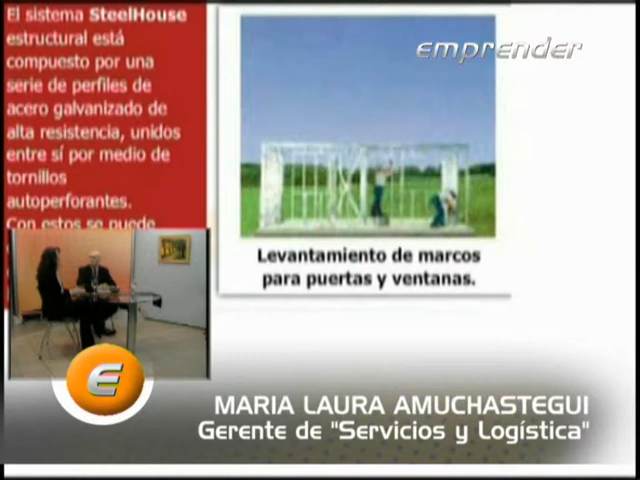 El sistema SteelHouse
estructural está
compuesto por una
serie de perfiles de
acero galvanizado de
alta resistencia, unidos
entre sí por medio de
tornillos
autoperforantes.
Con estos se puede
emprender
Levantamiento de marcos
para puertas y ventanas.
E
MARIA LAURA AMUCHASTEGUI
Gerente de "Servicios y Logística"